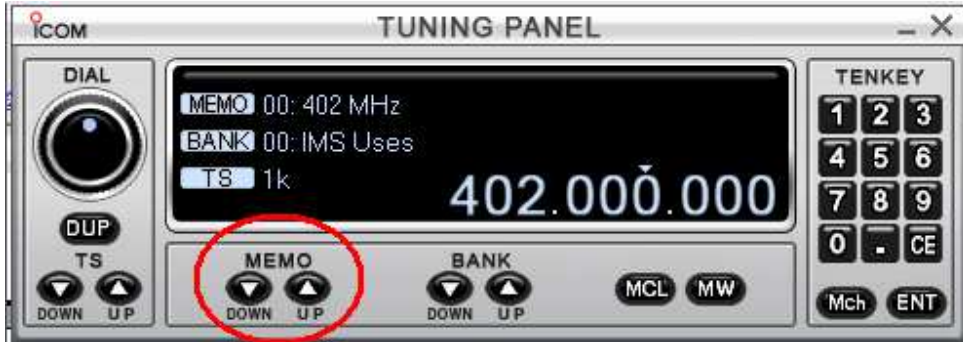 ICOM TUNING PANEL
DIAL
DUP
TS
DOWN UP
MEMO 00: 402 MHz
BANK 00: IMS Uses
TS 1k
402.000.000
MEMO
DOWN UP
BANK
DOWN UP
MCL MW
TENKEY
1 2 3
4 5 6
7 8 9
0 . CE
Mch ENT